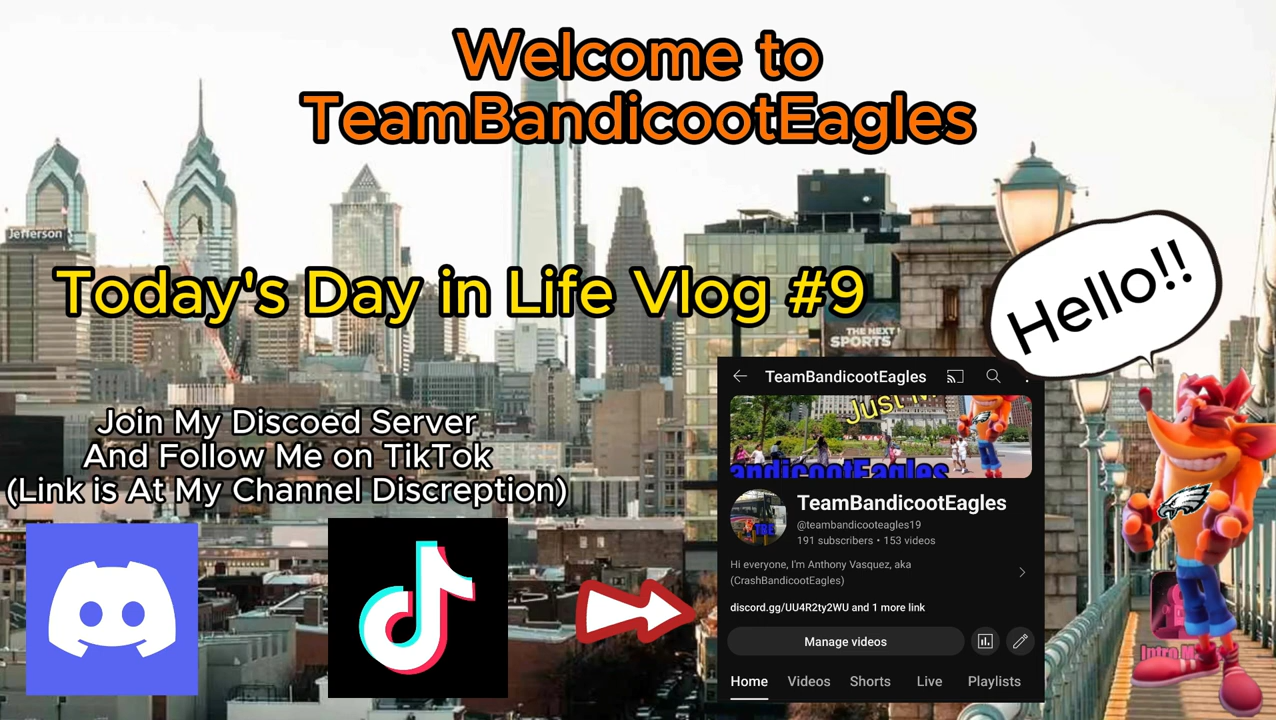 Welcome to
TeamBandicootEagles
Jefferson
Today's Day in Life Vlog #9
Hello!!
THE NEXT
SPORTS
Join My Discoed Server
And Follow Me on TikTok
(Link is At My Channel Discreption)
TeamBandicootEagles
Just
andicootEagles
TeamBandicootEagles
@teambandicooteagles19
191 subscribers • 153 videos
Hi everyone, I'm Anthony Vasquez, aka
(CrashBandicootEagles)
discord.gg/UU4R2ty2WU and 1 more link
Manage videos
Home Videos Shorts Live Playlists